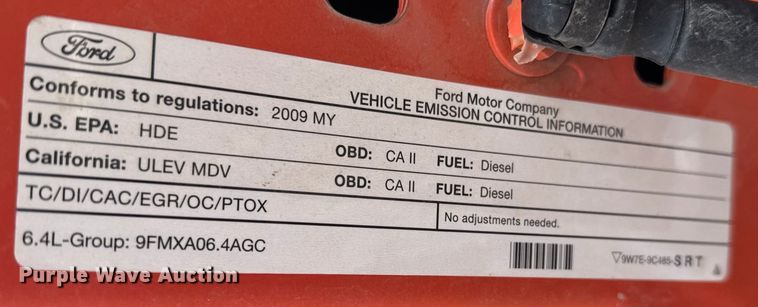 Ford
Ford Motor Company
VEHICLE EMISSION CONTROL INFORMATION
Conforms to regulations: 2009 MY
U.S. EPA: HDE OBD: CA II FUEL: Diesel
California: ULEV MDV OBD: CA II FUEL: Diesel
TC/DI/CAC/EGR/OC/PTOX No adjustments needed.
6.4L-Group: 9FMXA06.4AGC
9W7E-9C485-SRT
Purple Wave Auction